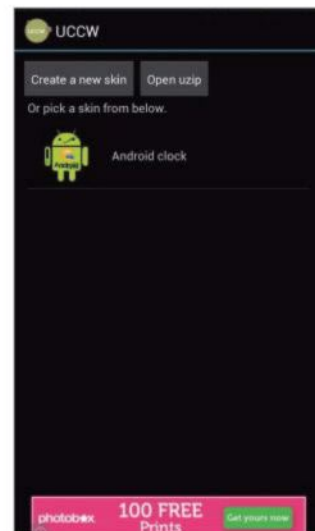 UCCW
Create a new skin
Open uzip
Or pick a skin from below.
Android clock
photobox
100 FREE
Prints
Get yours now